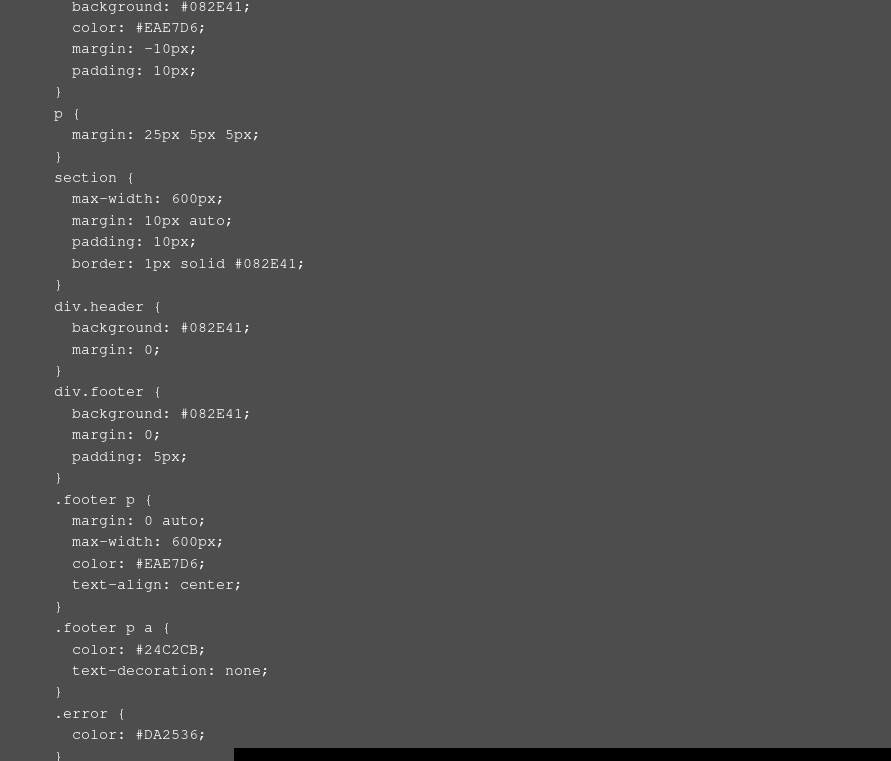 background: #082E41;
color: #EAE7D6;
margin: -10px;
padding: 10px;
}
p {
margin: 25px 5px 5px;
}
section {
max-width: 600px;
margin: 10px auto;
padding: 10px;
border: 1px solid #082E41;
}
div.header {
background: #082E41;
margin: 0;
}
div.footer {
background: #082E41;
margin: 0;
padding: 5px;
}
.footer p {
margin: 0 auto;
max-width: 600px;
color: #EAE7D6;
text-align: center;
}
.footer p a {
color: #24C2CB;
text-decoration: none;
}
.error {
color: #DA2536;
}